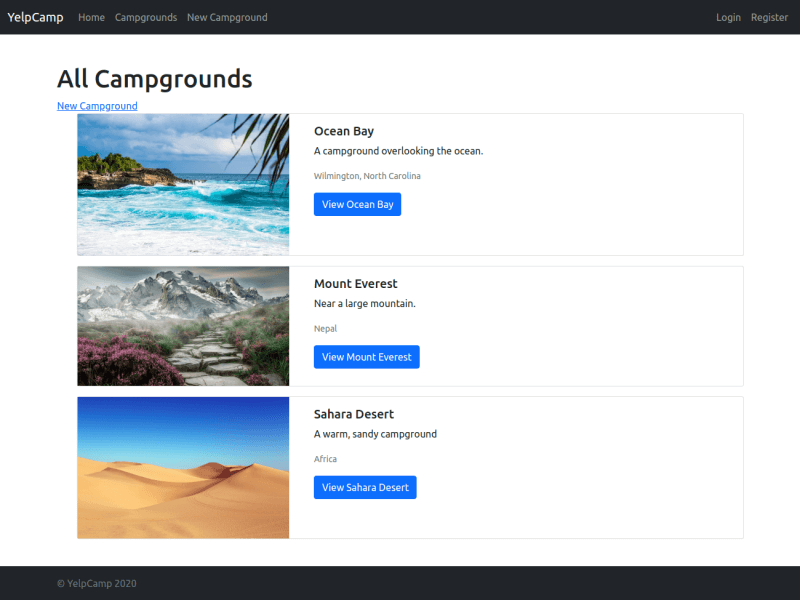 YelpCamp Home Campgrounds New Campground Login Register
All Campgrounds
New Campground
Ocean Bay
A campground overlooking the ocean.
Wilmington, North Carolina
View Ocean Bay
Mount Everest
Near a large mountain.
Nepal
View Mount Everest
Sahara Desert
A warm, sandy campground
Africa
View Sahara Desert
© YelpCamp 2020